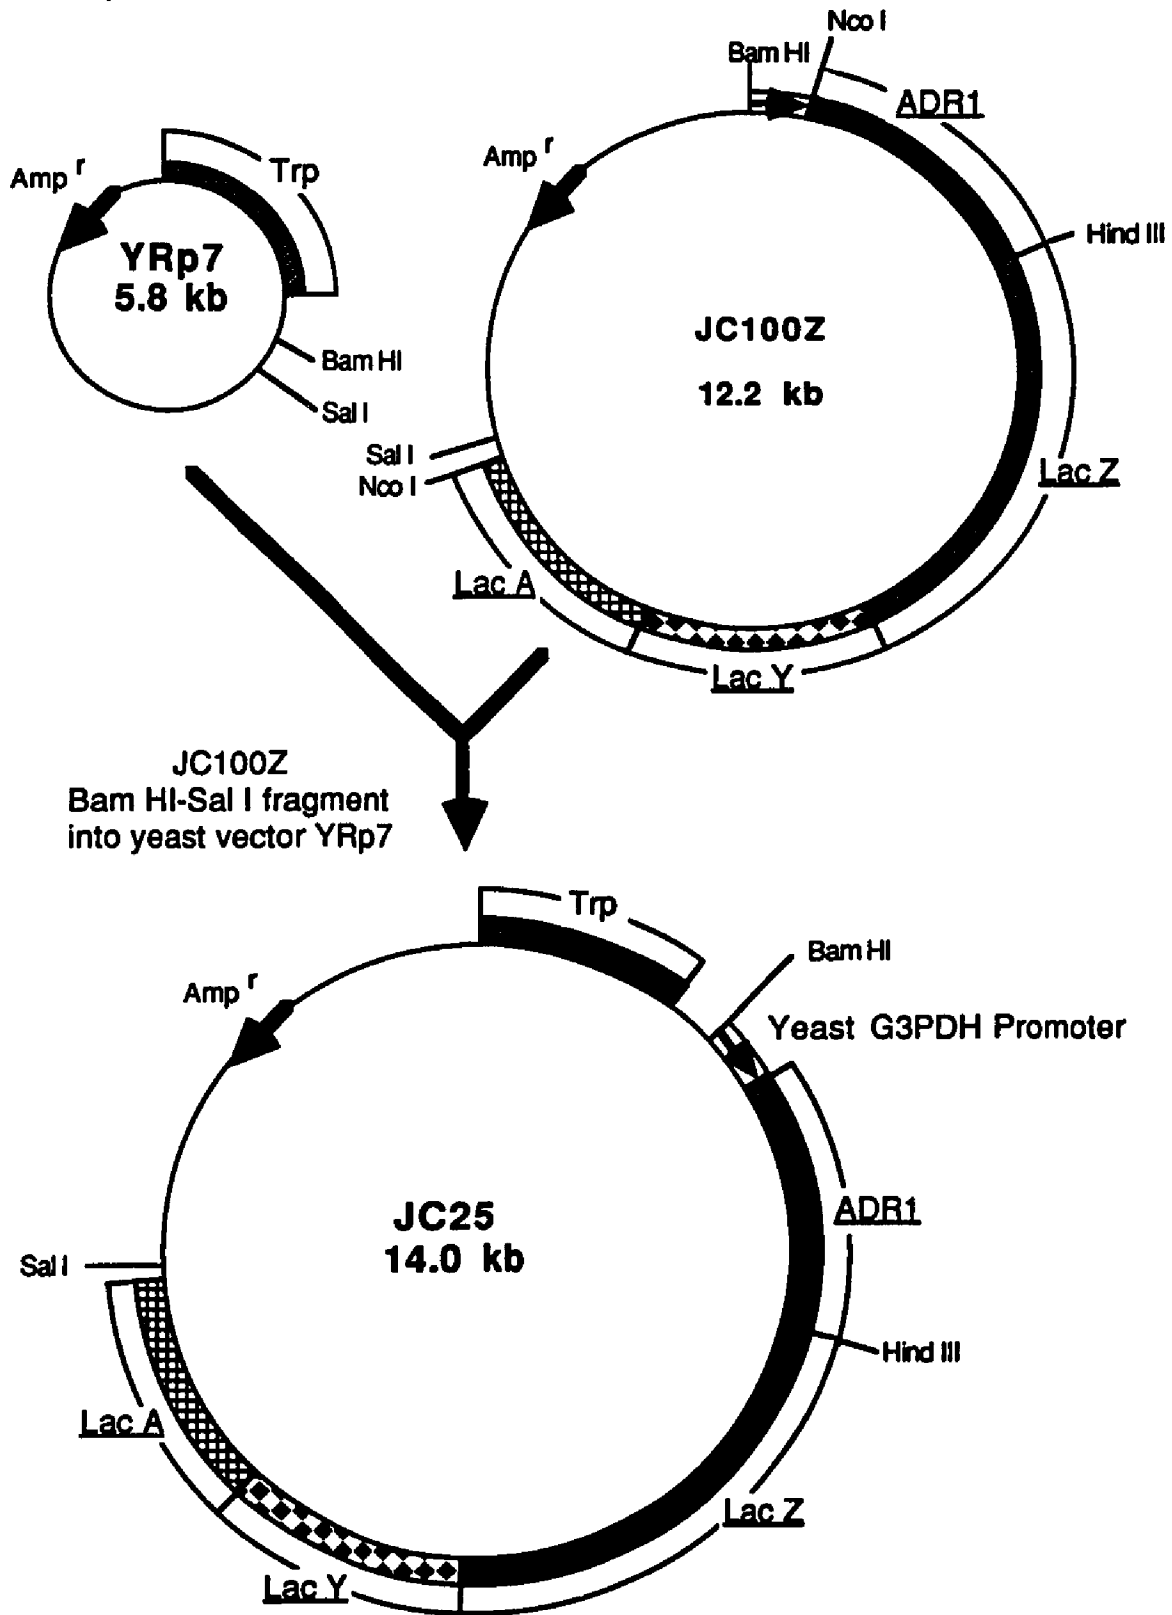 Nco I
Bam HI
ADR1
Amp r
Trp
Amp r
Hind III
YRp7
5.8 kb
JC100Z
12.2 kb
Bam HI
Sal I
Sal I
Nco I
Lac Z
Lac A
Lac Y
JC100Z
Bam HI-Sal I fragment
into yeast vector YRp7
Trp
Bam HI
Amp r
Yeast G3PDH Promoter
ADR1
JC25
14.0 kb
Sal I
Hind III
Lac A
Lac Z
Lac Y